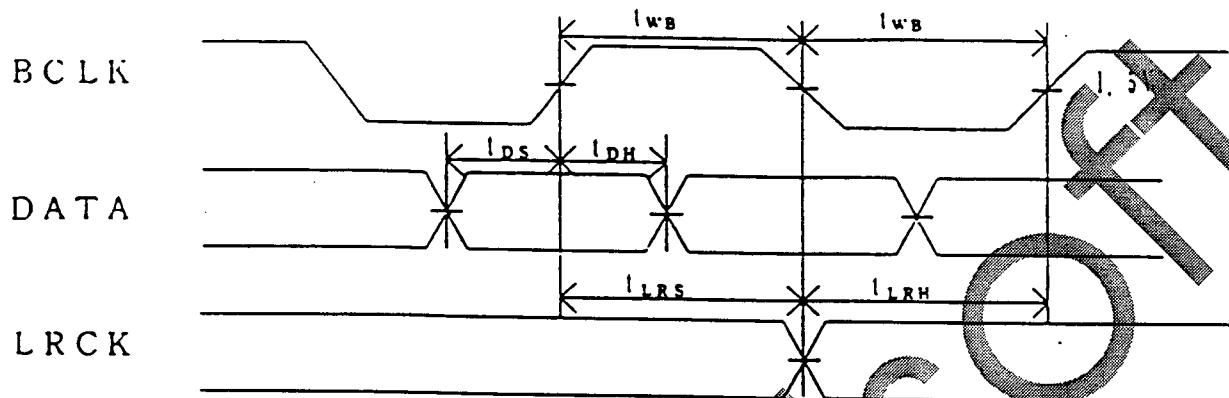 tWB tWB
BCLK
tDS tDH
DATA
tLRS tLRH
LRCK